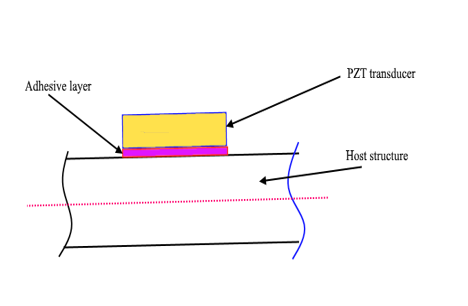 PZT transducer
Adhesive layer
Host structure